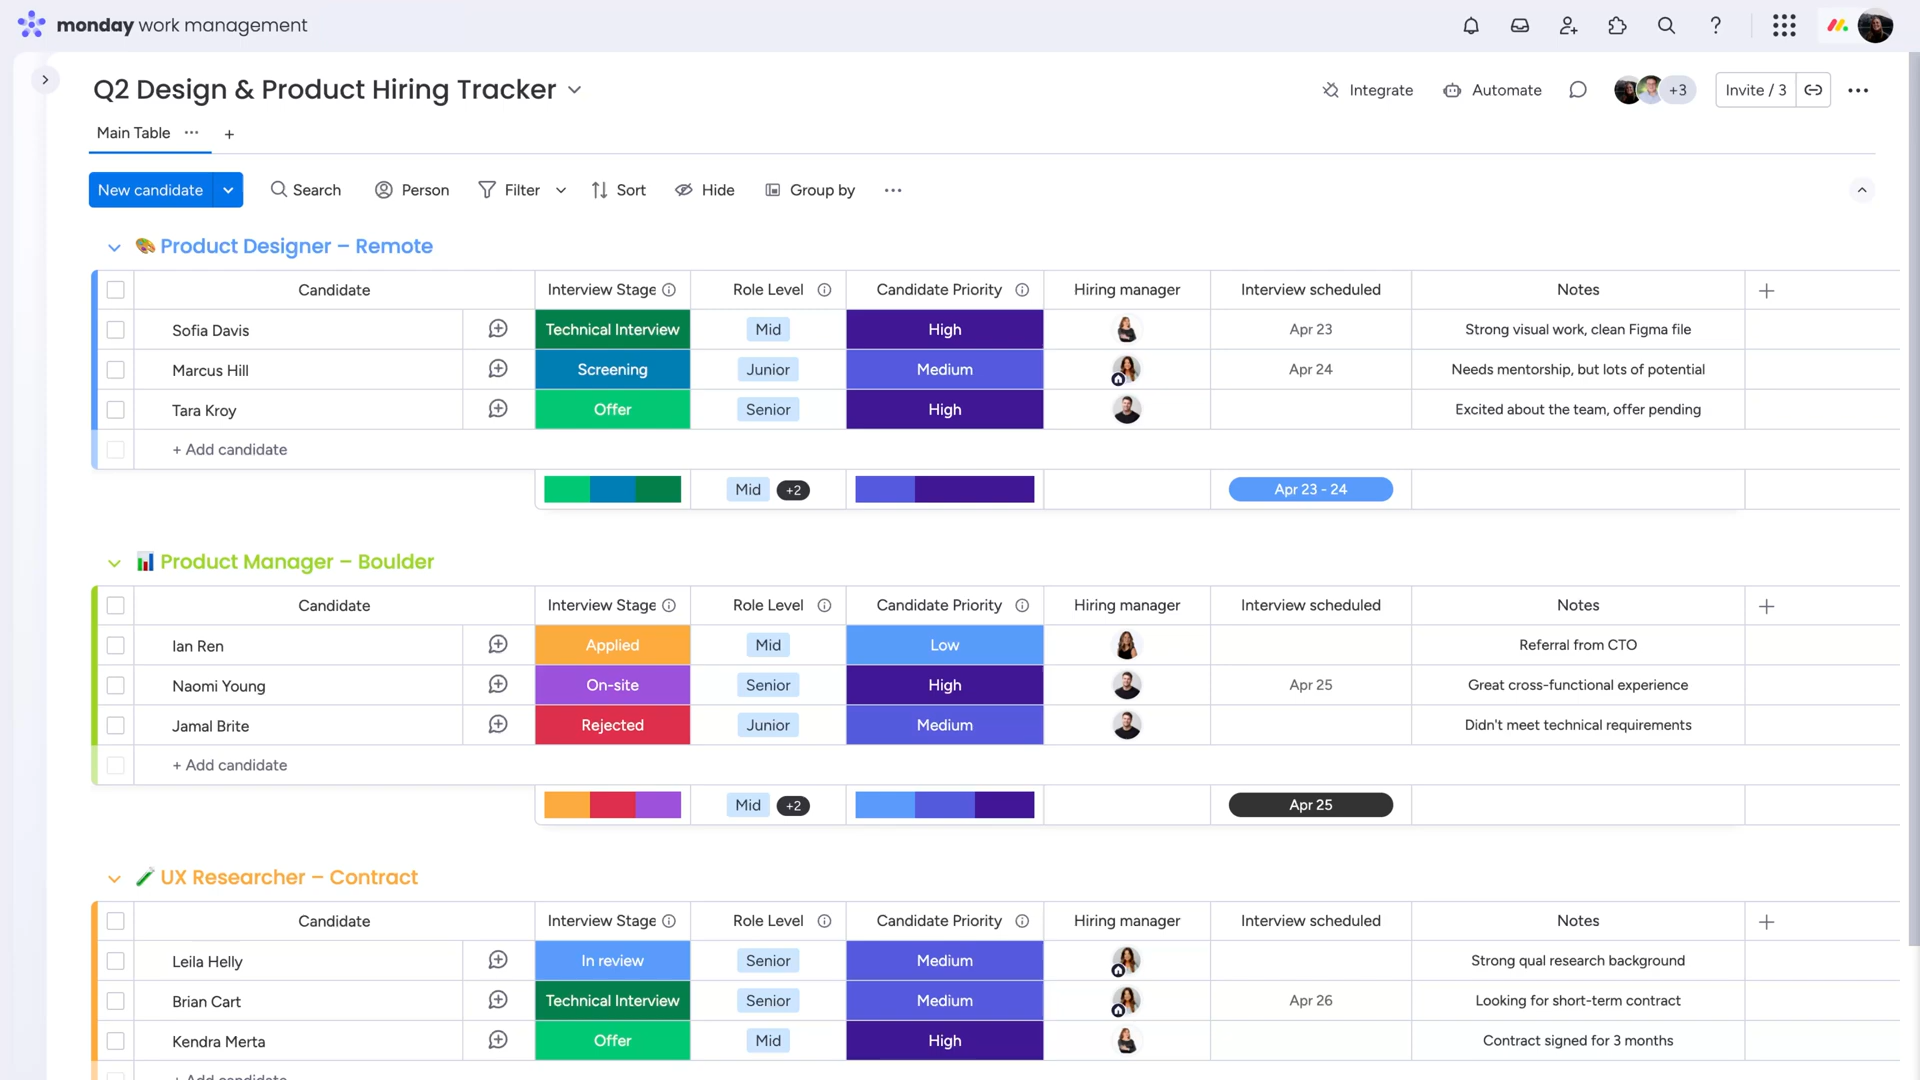 monday work management
Q2 Design & Product Hiring Tracker
Integrate
Automate
+3
Invite / 3
Main Table
New candidate
Search
Person
Filter
Sort
Hide
Group by
Product Designer – Remote
Candidate Interview Stage Role Level Candidate Priority Hiring manager Interview scheduled Notes
Sofia Davis Technical Interview Mid High Apr 23 Strong visual work, clean Figma file
Marcus Hill Screening Junior Medium Apr 24 Needs mentorship, but lots of potential
Tara Kroy Offer Senior High Excited about the team, offer pending
+ Add candidate
Mid +2 Apr 23 - 24
Product Manager – Boulder
Candidate Interview Stage Role Level Candidate Priority Hiring manager Interview scheduled Notes
Ian Ren Applied Mid Low Referral from CTO
Naomi Young On-site Senior High Apr 25 Great cross-functional experience
Jamal Brite Rejected Junior Medium Didn't meet technical requirements
+ Add candidate
Mid +2 Apr 25
UX Researcher – Contract
Candidate Interview Stage Role Level Candidate Priority Hiring manager Interview scheduled Notes
Leila Helly In review Senior Medium Strong qual research background
Brian Cart Technical Interview Senior Medium Apr 26 Looking for short-term contract
Kendra Merta Offer Mid High Contract signed for 3 months
+ Add candidate